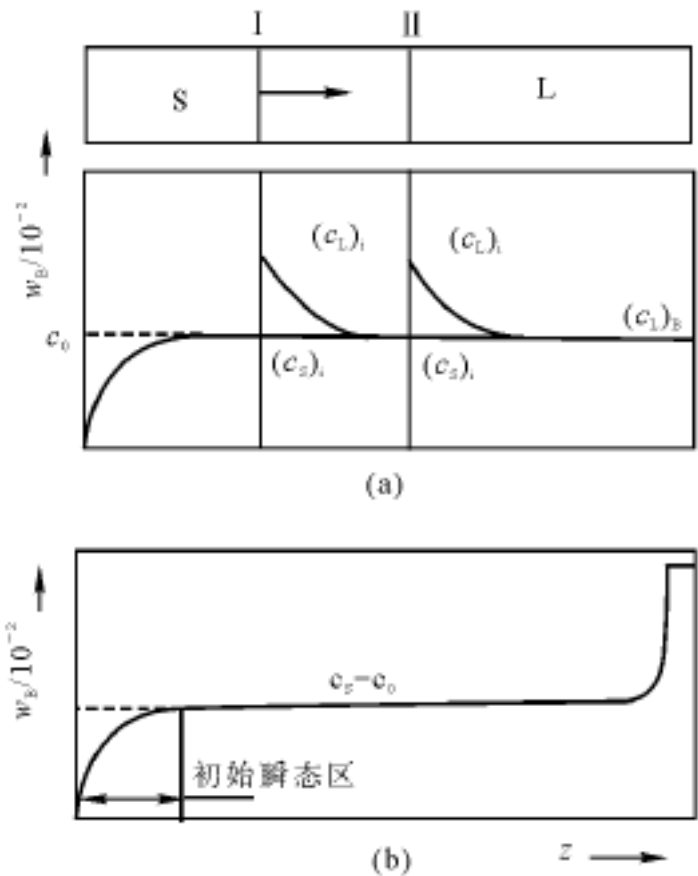 I II
S L
w_B/10^-2
(c_L)_i (c_L)_i
(c_L)_B
c_0
(c_S)_i (c_S)_i
(a)
w_B/10^-2
c_S=c_0
初始瞬态区
(b) z